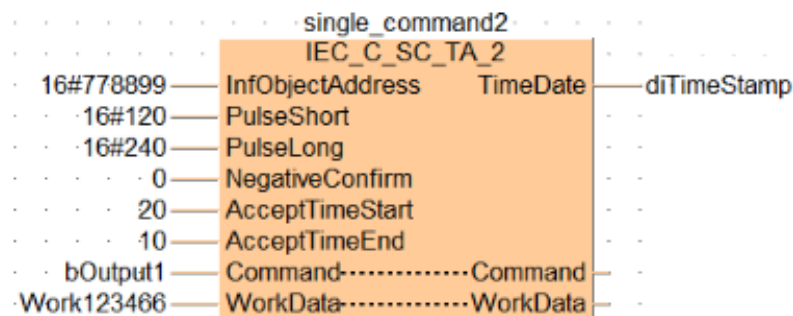 single_command2
IEC_C_SC_TA_2
16#778899 InfObjectAddress TimeDate diTimeStamp
16#120 PulseShort
16#240 PulseLong
0 NegativeConfirm
20 AcceptTimeStart
10 AcceptTimeEnd
bOutput1 Command Command
Work123466 WorkData WorkData